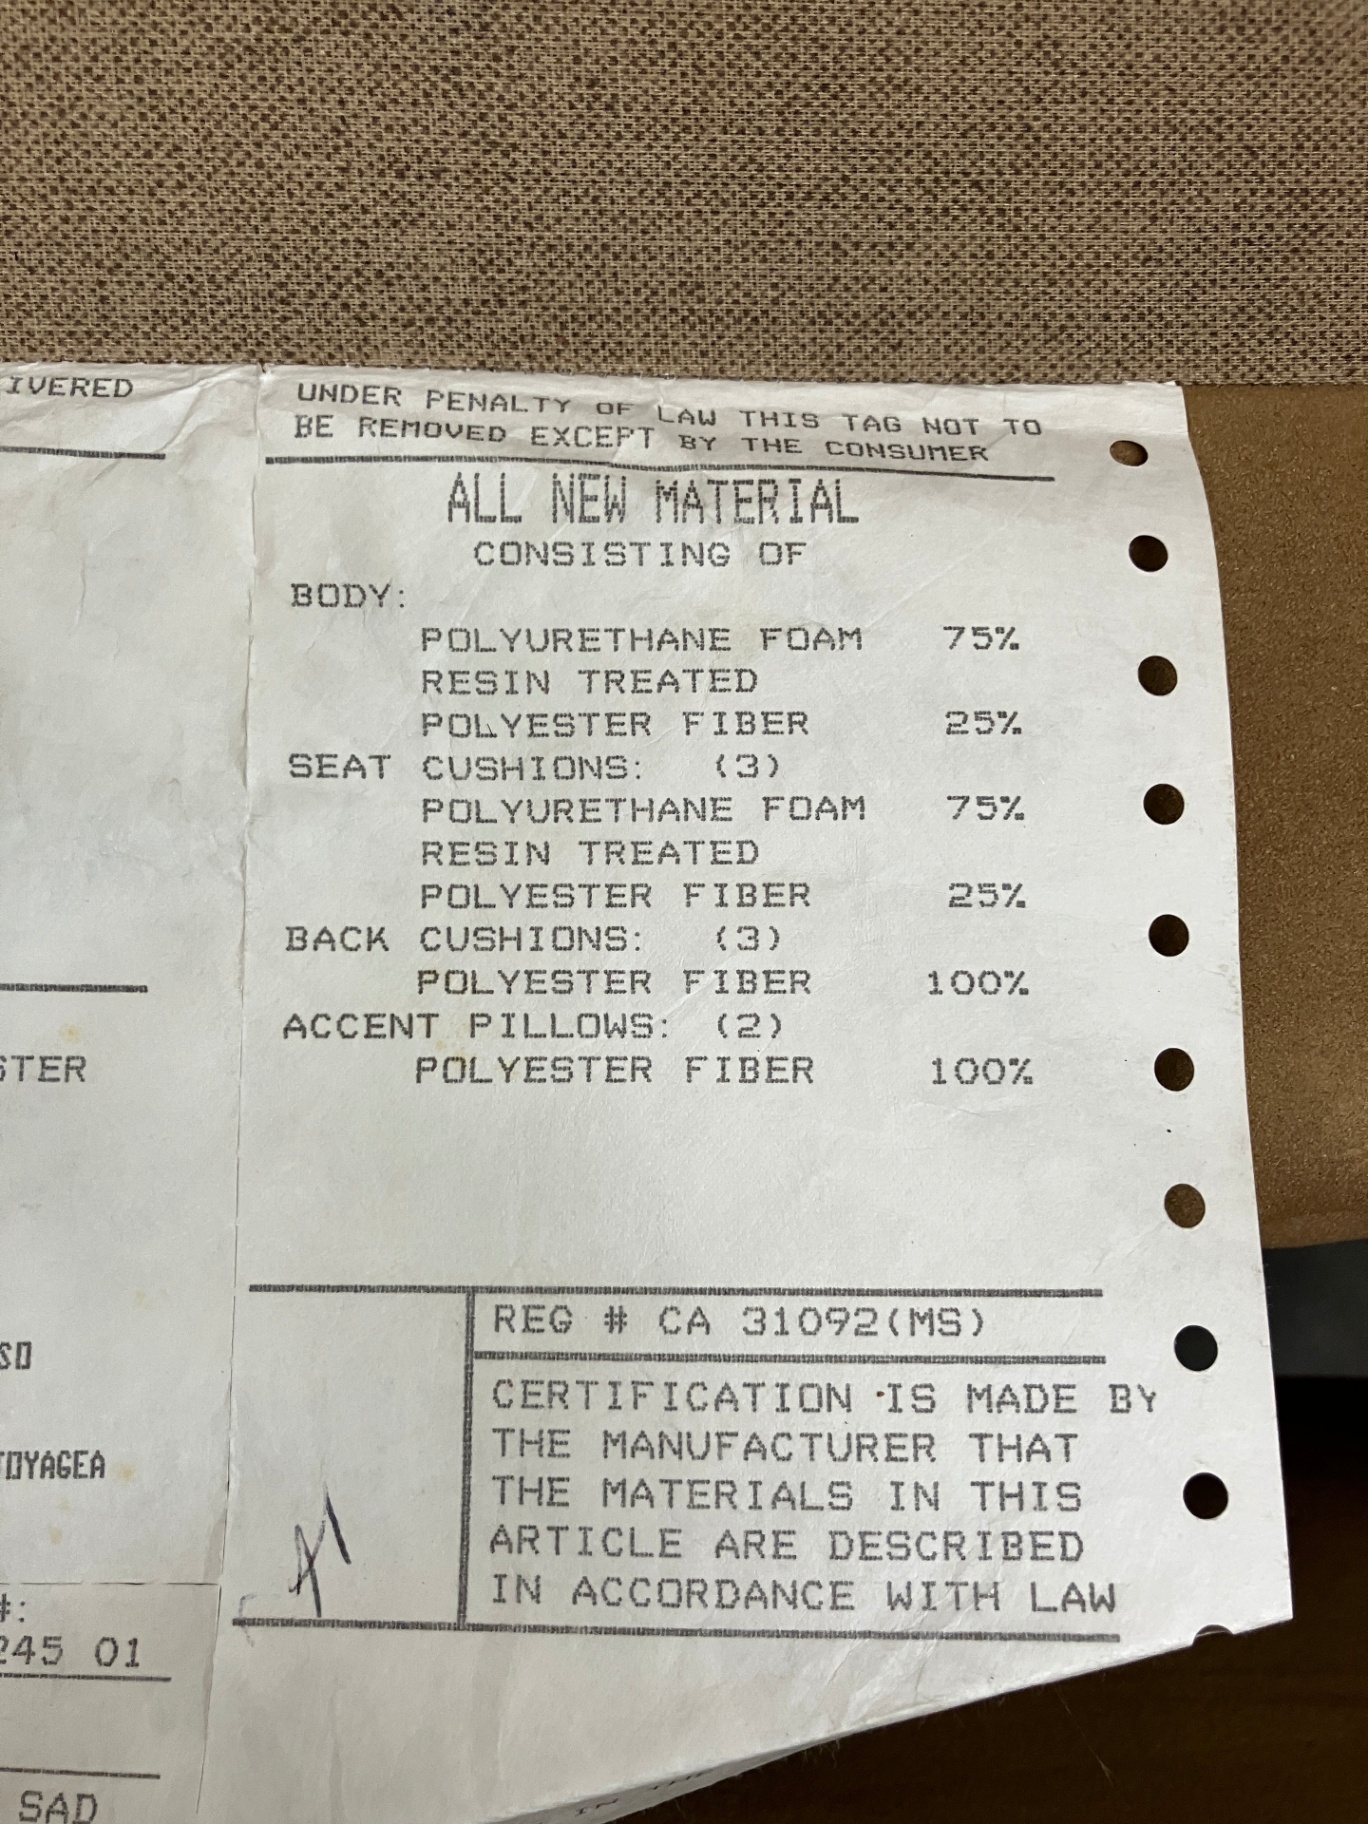 IVERED
STER
SO
TOYAGEA
#:
245 01
SAD
UNDER PENALTY OF LAW THIS TAG NOT TO
BE REMOVED EXCEPT BY THE CONSUMER
ALL NEW MATERIAL
CONSISTING OF
BODY:
POLYURETHANE FOAM 75%
RESIN TREATED
POLYESTER FIBER 25%
SEAT CUSHIONS: (3)
POLYURETHANE FOAM 75%
RESIN TREATED
POLYESTER FIBER 25%
BACK CUSHIONS: (3)
POLYESTER FIBER 100%
ACCENT PILLOWS: (2)
POLYESTER FIBER 100%
REG # CA 31092(MS)
CERTIFICATION IS MADE BY
THE MANUFACTURER THAT
THE MATERIALS IN THIS
ARTICLE ARE DESCRIBED
IN ACCORDANCE WITH LAW